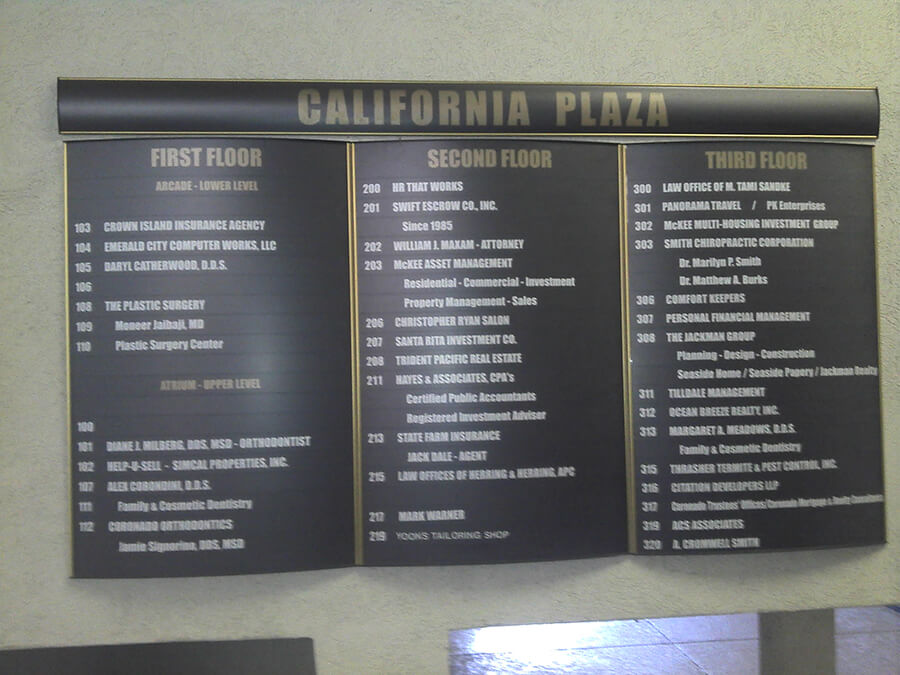 CALIFORNIA PLAZA
FIRST FLOOR
ARCADE - LOWER LEVEL
103 CROWN ISLAND INSURANCE AGENCY
104 EMERALD CITY COMPUTER WORKS, LLC
105 DARYL CATHERWOOD, D.D.S.
106
108 THE PLASTIC SURGERY
109 Moneer Jaibaji, MD
110 Plastic Surgery Center
ATRIUM - UPPER LEVEL
100
101 DIANE J. MILBERG, DDS, MSD - ORTHODONTIST
102 HELP-U-SELL - SIMCAL PROPERTIES, INC.
107 ALEX CORONDINI, D.D.S.
111 Family & Cosmetic Dentistry
112 CORONADO ORTHODONTICS
Jamie Signorino, DDS, MSD
SECOND FLOOR
200 HR THAT WORKS
201 SWIFT ESCROW CO., INC.
Since 1985
202 WILLIAM J. MAXAM - ATTORNEY
203 McKEE ASSET MANAGEMENT
Residential - Commercial - Investment
Property Management - Sales
206 CHRISTOPHER RYAN SALON
207 SANTA RITA INVESTMENT CO.
208 TRIDENT PACIFIC REAL ESTATE
211 HAYES & ASSOCIATES, CPA's
Certified Public Accountants
Registered Investment Adviser
213 STATE FARM INSURANCE
JACK DALE - AGENT
215 LAW OFFICES OF HERRING & HERRING, APC
217 MARK WARNER
219 YOON'S TAILORING SHOP
THIRD FLOOR
300 LAW OFFICE OF M. TAMI SANDKE
301 PANORAMA TRAVEL / PK Enterprises
302 McKEE MULTI-HOUSING INVESTMENT GROUP
303 SMITH CHIROPRACTIC CORPORATION
Dr. Marilyn P. Smith
Dr. Matthew A. Burks
306 COMFORT KEEPERS
307 PERSONAL FINANCIAL MANAGEMENT
308 THE JACKMAN GROUP
Planning - Design - Construction
Seaside Home / Seaside Papery / Jackman Realty
311 TILLDALE MANAGEMENT
312 OCEAN BREEZE REALTY, INC.
313 MARGARET A. MEADOWS, D.D.S.
Family & Cosmetic Dentistry
315 THRASHER TERMITE & PEST CONTROL, INC.
316 CITATION DEVELOPERS LLP
317 Coronado Trustees' Offices/Coronado Mortgage & Equity Consultants
319 ACS ASSOCIATES
320 A. CROMWELL SMITH